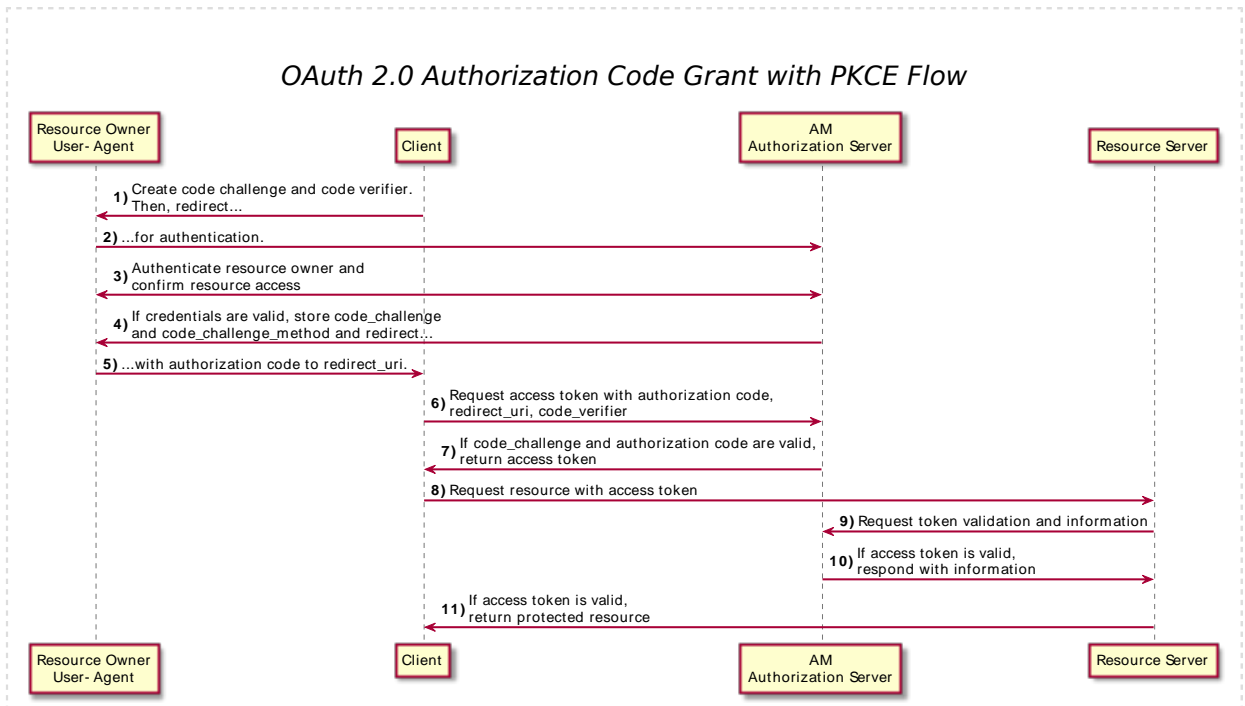 OAuth 2.0 Authorization Code Grant with PKCE Flow
Resource Owner
User- Agent
Client
AM
Authorization Server
Resource Server
1) Create code challenge and code verifier.
Then, redirect...
2) ...for authentication.
3) Authenticate resource owner and
confirm resource access
4) If credentials are valid, store code_challenge
and code_challenge_method and redirect...
5) ...with authorization code to redirect_uri.
6) Request access token with authorization code,
redirect_uri, code_verifier
7) If code_challenge and authorization code are valid,
return access token
8) Request resource with access token
9) Request token validation and information
10) If access token is valid,
respond with information
11) If access token is valid,
return protected resource
Resource Owner
User- Agent
Client
AM
Authorization Server
Resource Server